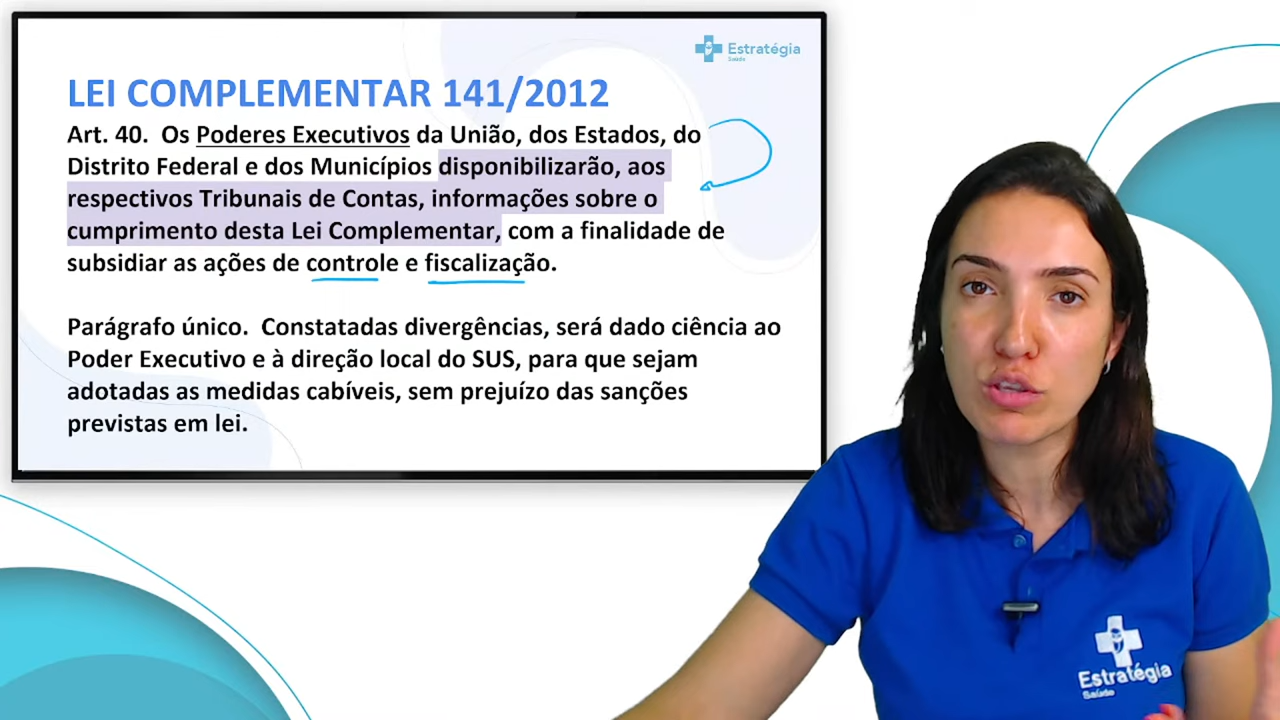 Estratégia
Saúde
LEI COMPLEMENTAR 141/2012
Art. 40. Os Poderes Executivos da União, dos Estados, do
Distrito Federal e dos Municípios disponibilizarão, aos
respectivos Tribunais de Contas, informações sobre o
cumprimento desta Lei Complementar, com a finalidade de
subsidiar as ações de controle e fiscalização.
Parágrafo único. Constatadas divergências, será dado ciência ao
Poder Executivo e à direção local do SUS, para que sejam
adotadas as medidas cabíveis, sem prejuízo das sanções
previstas em lei.
Estratégia
Saúde